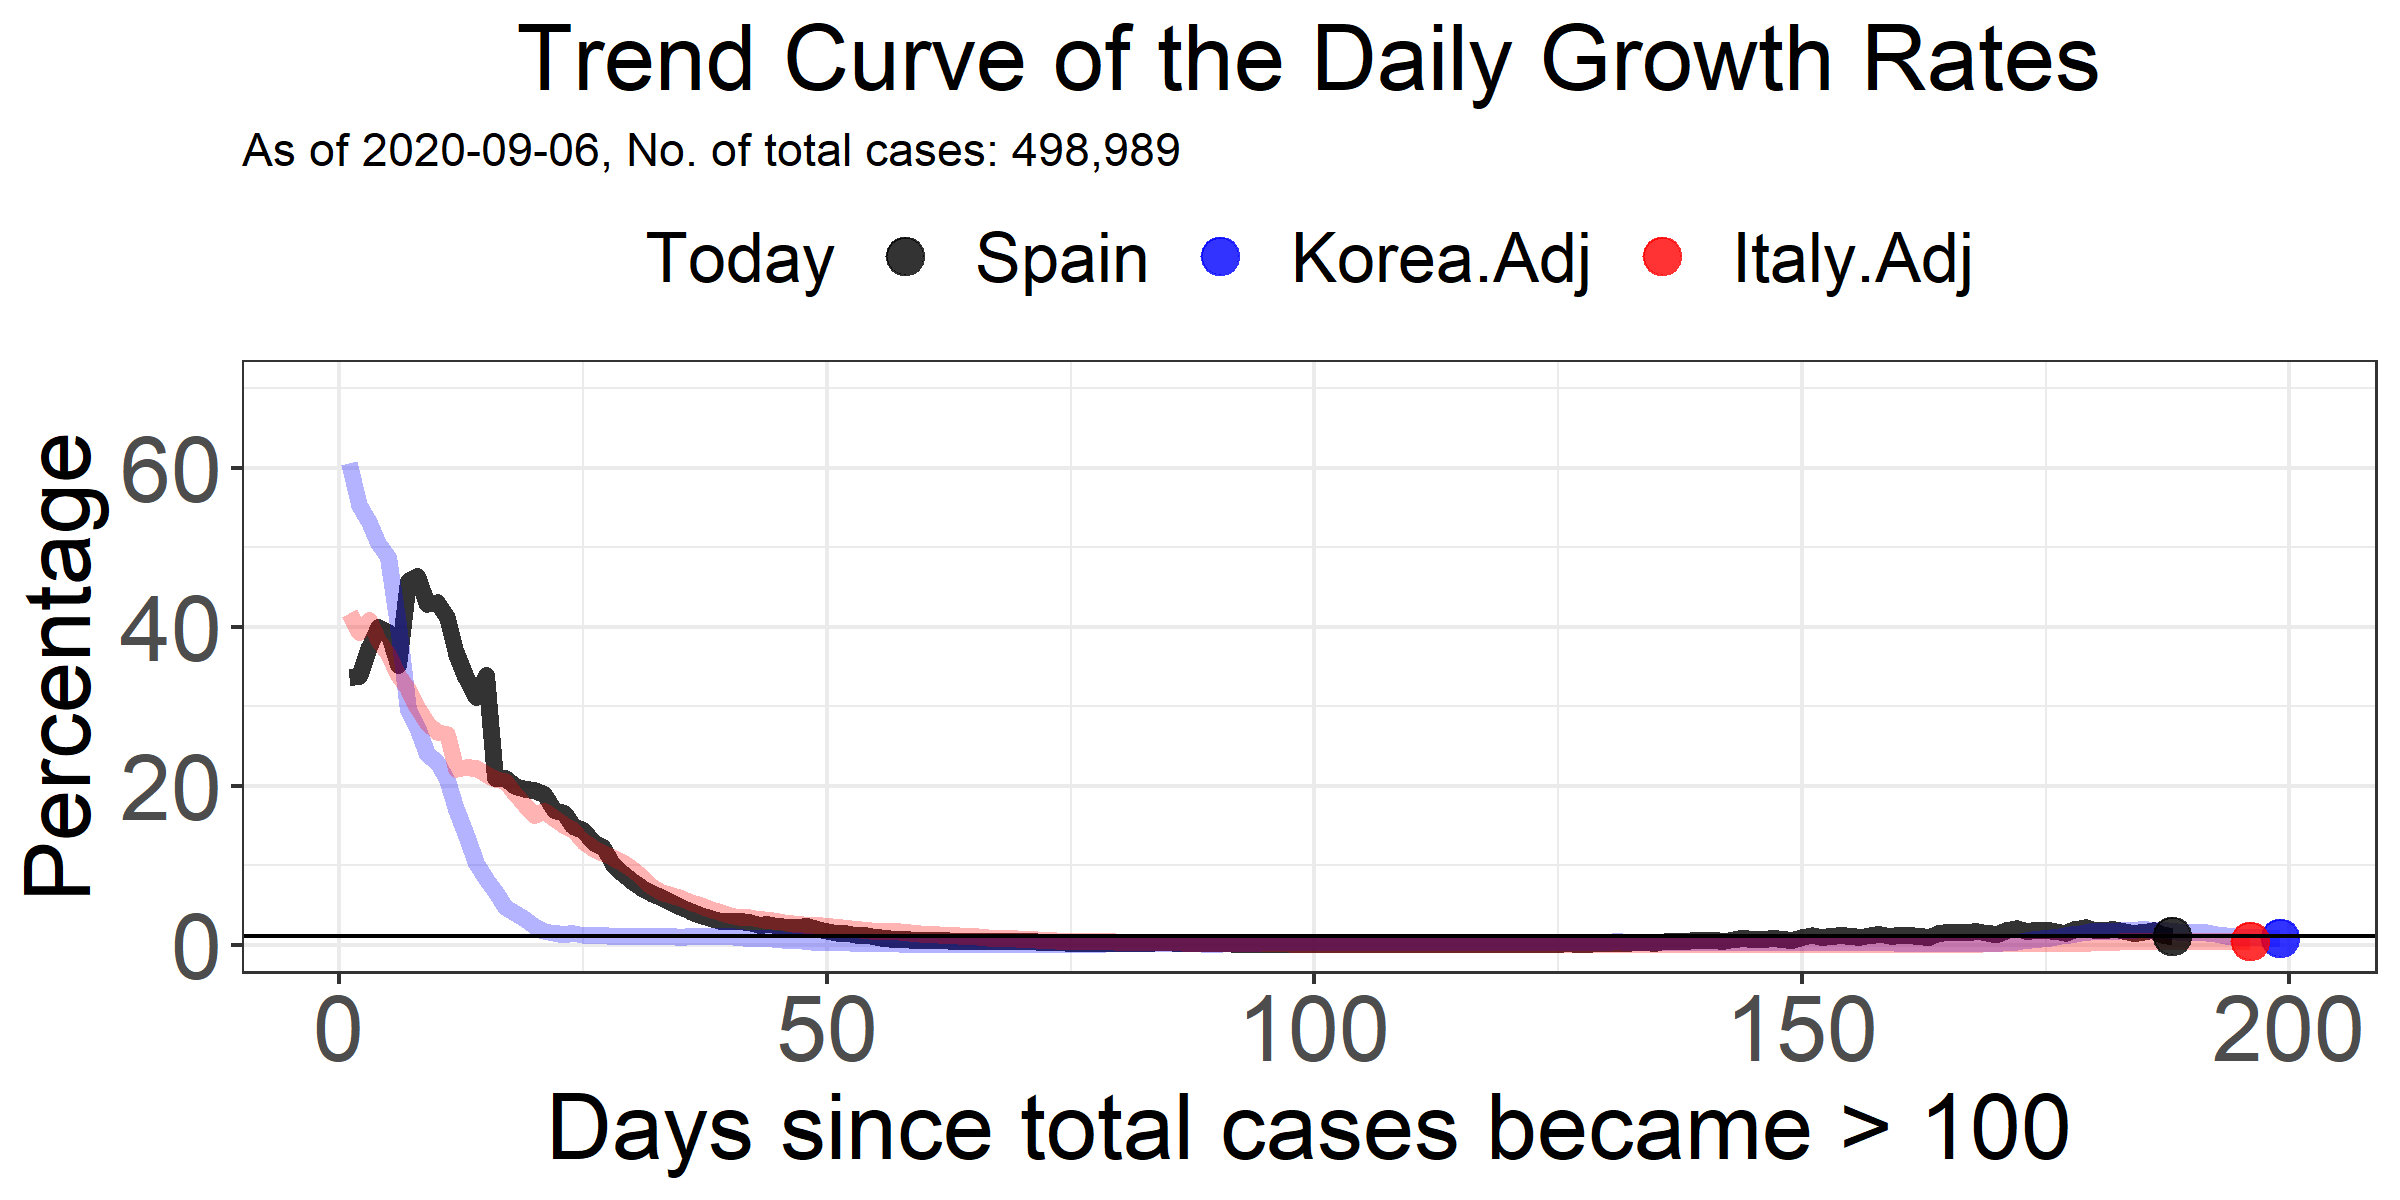 Trend Curve of the Daily Growth Rates
As of 2020-09-06, No. of total cases: 498,989
Today Spain Korea.Adj Italy.Adj
Percentage
60
40
20
0
0 50 100 150 200
Days since total cases became > 100